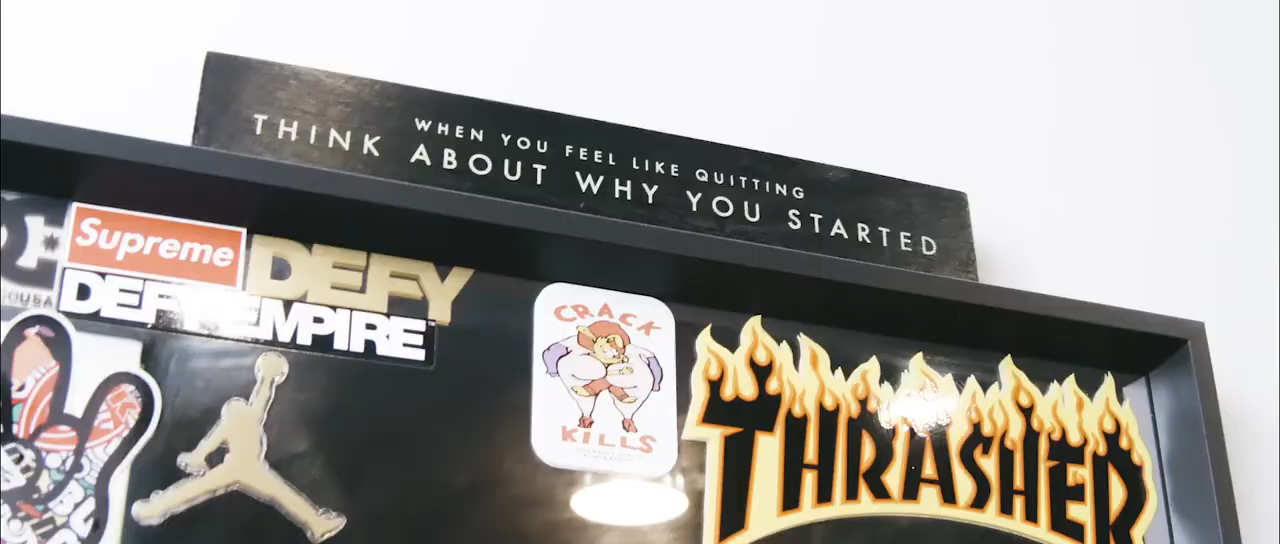 WHEN YOU FEEL LIKE QUITTING
THINK ABOUT WHY YOU STARTED
Supreme
DEFY
DEFY EMPIRE
CRACK
KILLS
THRASHER